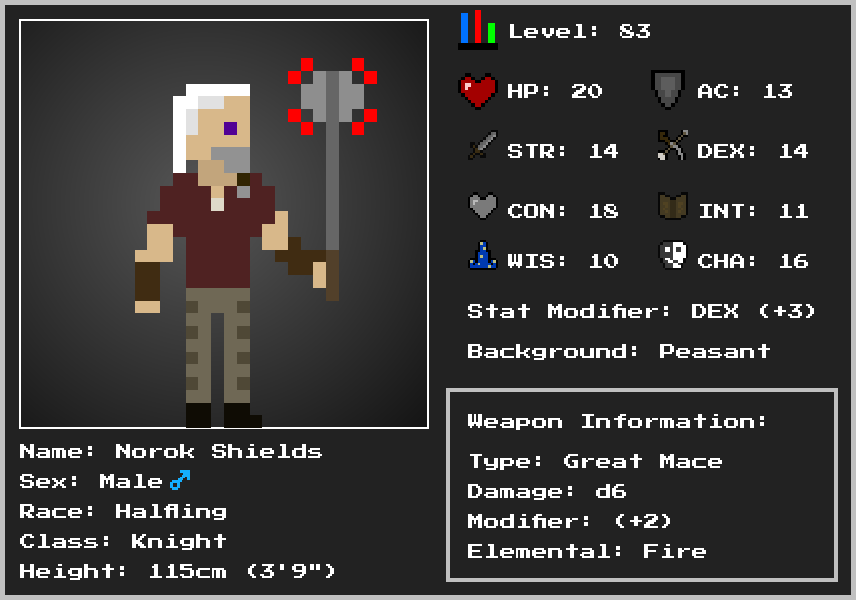 Level: 83
HP: 20
AC: 13
STR: 14
DEX: 14
CON: 18
INT: 11
WIS: 10
CHA: 16
Stat Modifier: DEX (+3)
Background: Peasant
Weapon Information:
Type: Great Mace
Damage: d6
Modifier: (+2)
Elemental: Fire
Name: Norok Shields
Sex: Male ♂
Race: Halfling
Class: Knight
Height: 115cm (3'9")